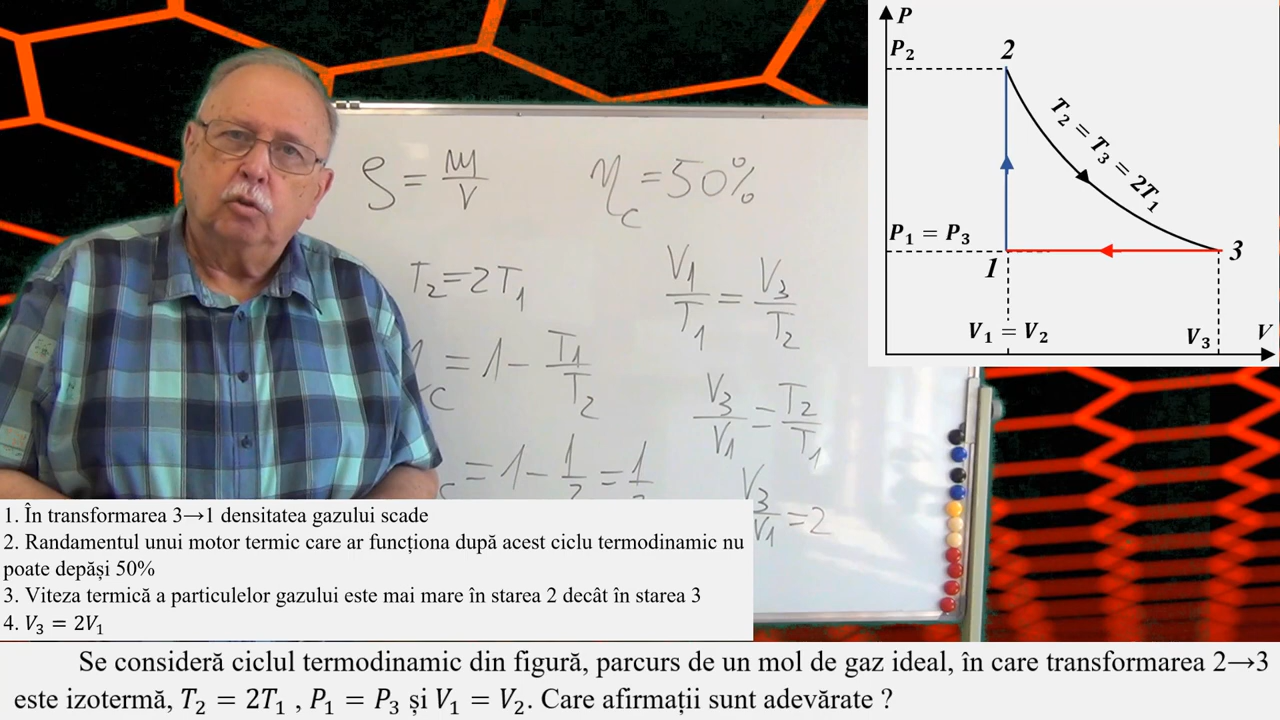 ρ = m/V
η_c = 50%
T₂ = 2T₁
V₁/T₁ = V₃/T₂
= 1 − T₁/T₂
c
V₃/V₁ = T₂/T₁
c = 1 − 1/2 = 1/
V₃/V₁ = 2
P
P₂
2
T₂ = T₃ = 2T₁
P₁ = P₃
1
3
V₁ = V₂
V₃
V
1. În transformarea 3→1 densitatea gazului scade
2. Randamentul unui motor termic care ar funcționa după acest ciclu termodinamic nu
poate depăși 50%
3. Viteza termică a particulelor gazului este mai mare în starea 2 decât în starea 3
4. V₃ = 2V₁
Se consideră ciclul termodinamic din figură, parcurs de un mol de gaz ideal, în care transformarea 2→3
este izotermă, T₂ = 2T₁ , P₁ = P₃ și V₁ = V₂. Care afirmații sunt adevărate ?